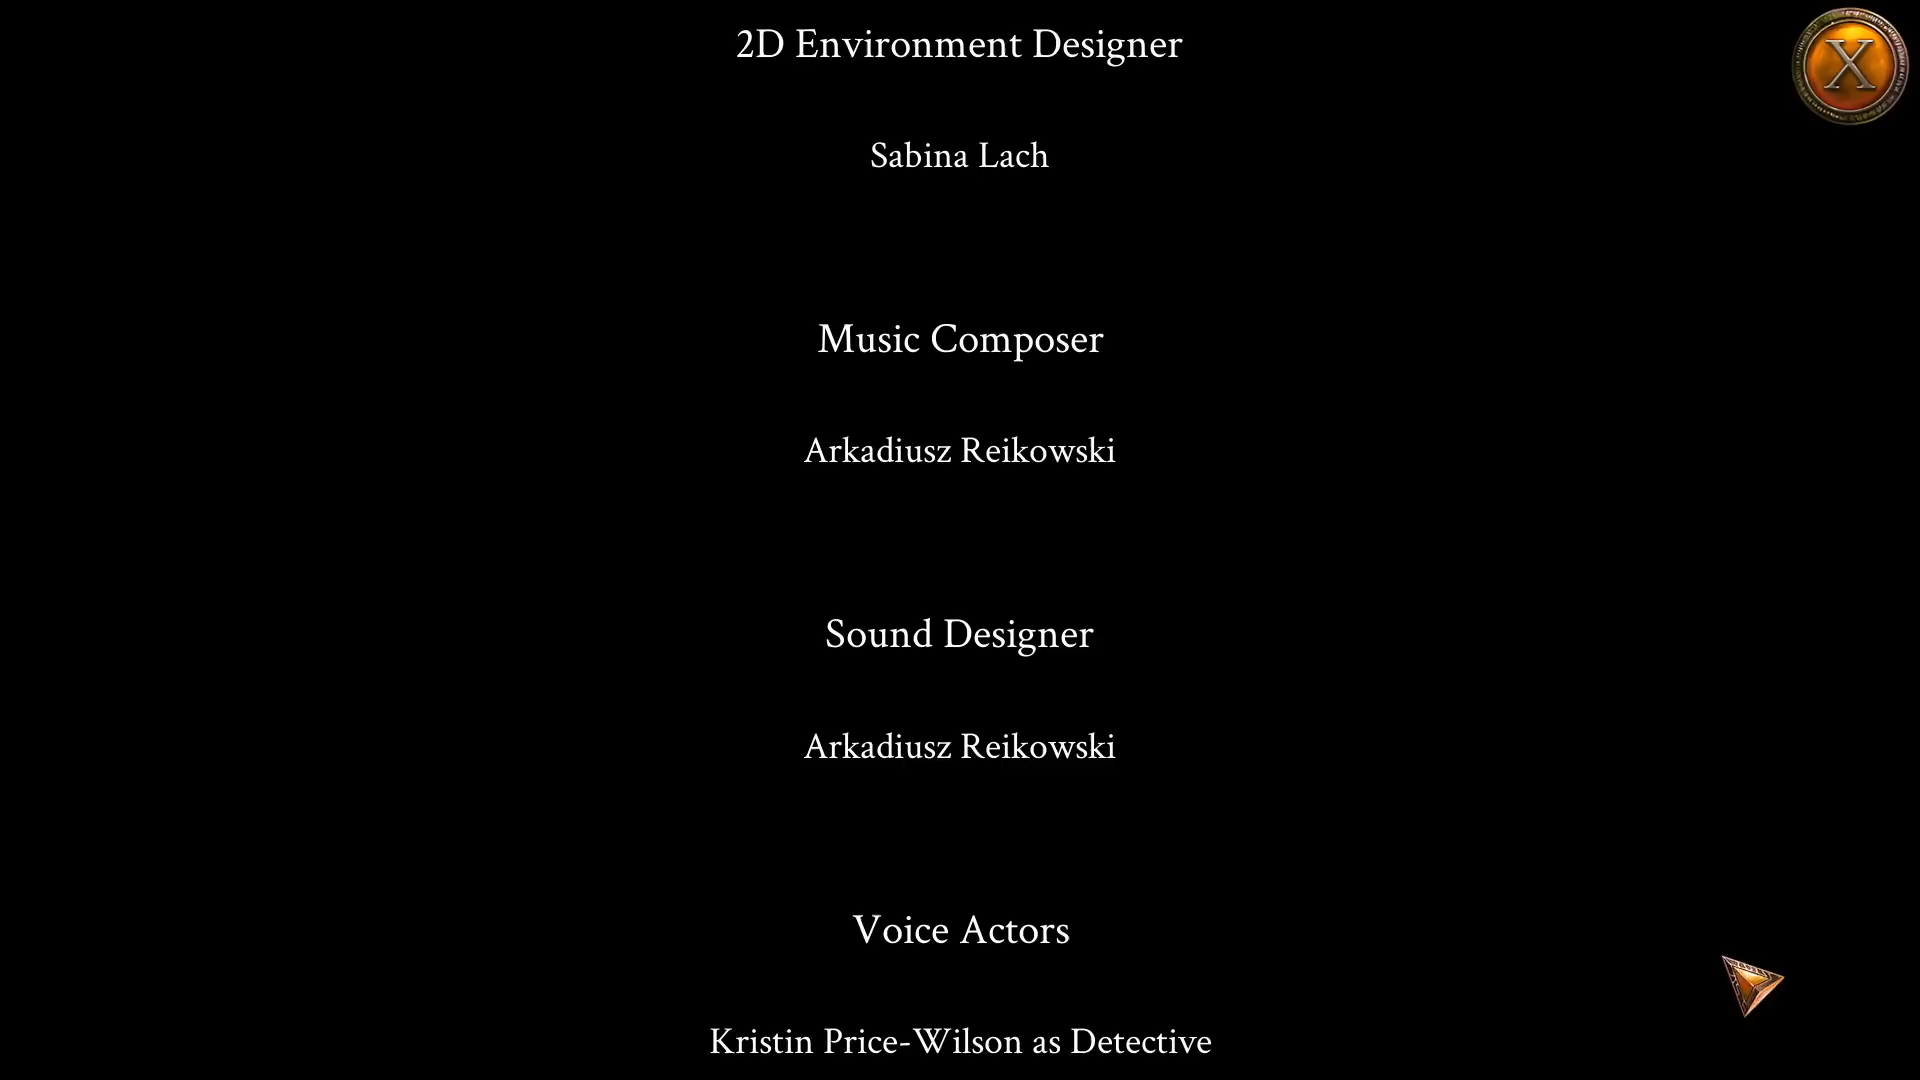 2D Environment Designer
X
Sabina Lach
Music Composer
Arkadiusz Reikowski
Sound Designer
Arkadiusz Reikowski
Voice Actors
Kristin Price-Wilson as Detective